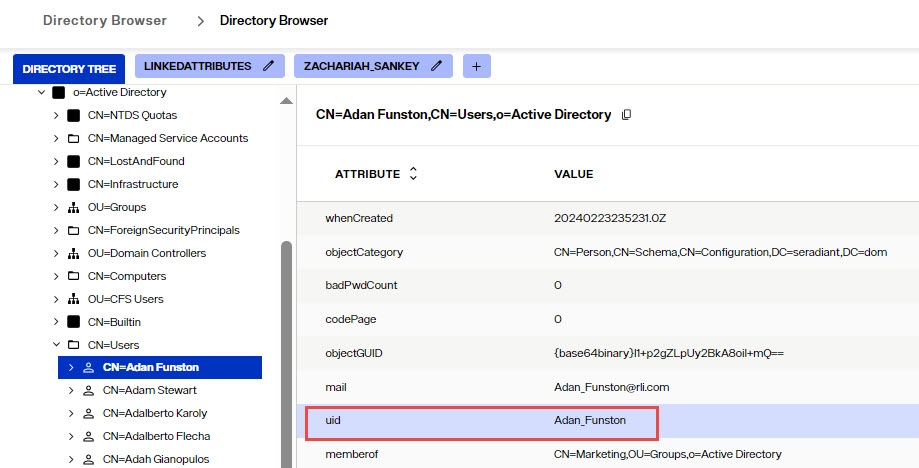 Directory Browser > Directory Browser
DIRECTORY TREE LINKEDATTRIBUTES ZACHARIAH_SANKEY +
o=Active Directory
CN=NTDS Quotas
CN=Managed Service Accounts
CN=LostAndFound
CN=Infrastructure
OU=Groups
CN=ForeignSecurityPrincipals
OU=Domain Controllers
CN=Computers
OU=CFS Users
CN=Builtin
CN=Users
CN=Adan Funston
CN=Adam Stewart
CN=Adalberto Karoly
CN=Adalberto Flecha
CN=Adah Gianopulos
CN=Adan Funston,CN=Users,o=Active Directory
ATTRIBUTE VALUE
whenCreated 20240223235231.0Z
objectCategory CN=Person,CN=Schema,CN=Configuration,DC=seradiant,DC=dom
badPwdCount 0
codePage 0
objectGUID {base64binary}I1+p2gZLpUy2BkA8oiI+mQ==
mail Adan_Funston@rli.com
uid Adan_Funston
memberof CN=Marketing,OU=Groups,o=Active Directory